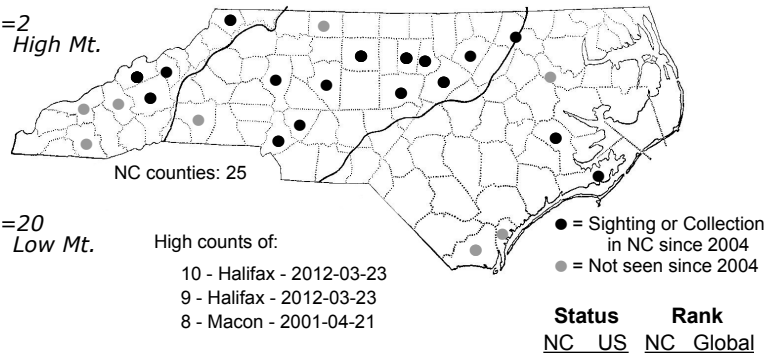 =2
High Mt.
NC counties: 25
=20
Low Mt.
High counts of:
10 - Halifax - 2012-03-23
9 - Halifax - 2012-03-23
8 - Macon - 2001-04-21
● = Sighting or Collection
in NC since 2004
● = Not seen since 2004
Status Rank
NC US NC Global